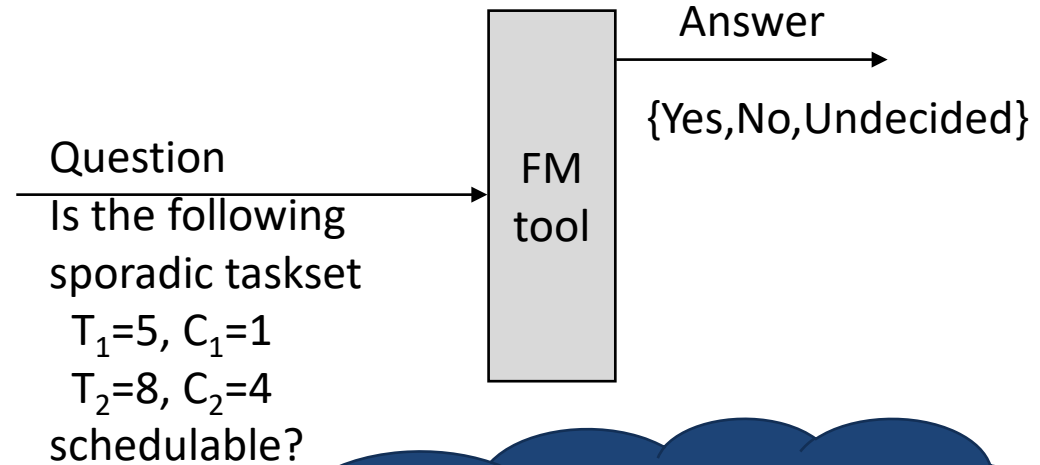 Question
Is the following
sporadic taskset
T₁=5, C₁=1
T₂=8, C₂=4
schedulable?
FM
tool
Answer
{Yes,No,Undecided}